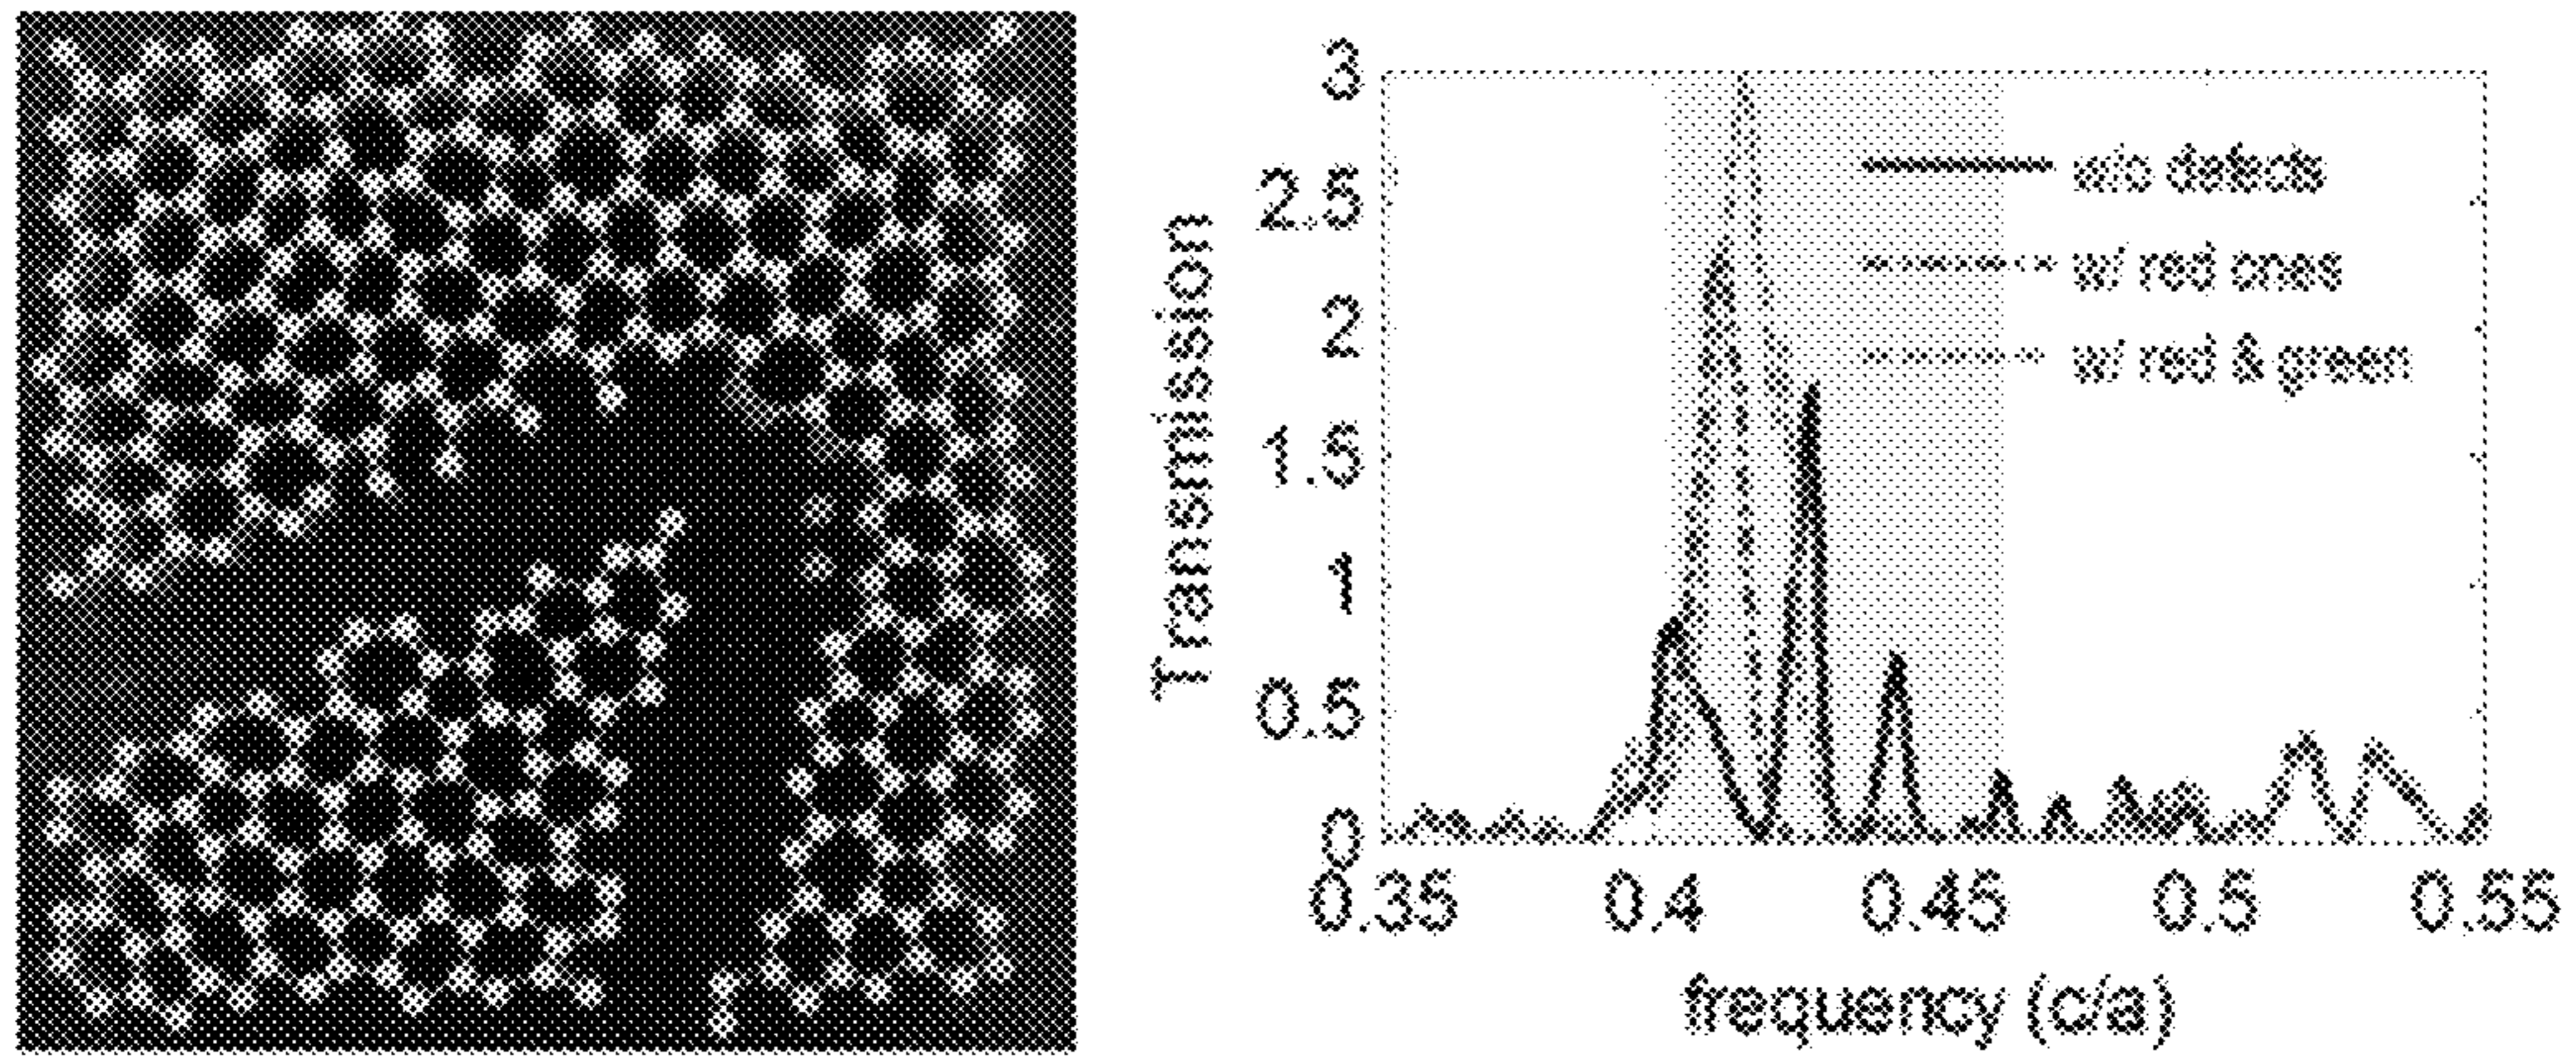 Transmission
3
2.5
2
1.5
1
0.5
0
0.35 0.4 0.45 0.5 0.55
frequency (c/a)
w/o defects
w/ red ones
w/ red & green